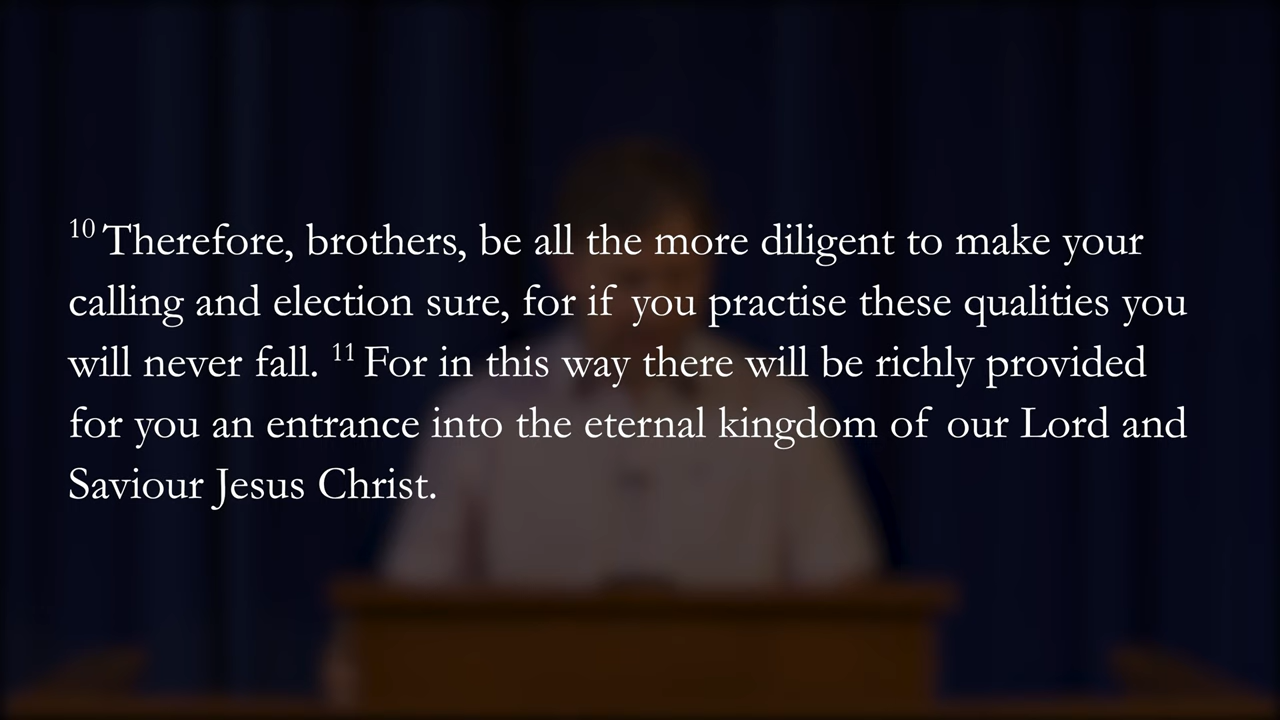 10 Therefore, brothers, be all the more diligent to make your
calling and election sure, for if you practise these qualities you
will never fall. 11 For in this way there will be richly provided
for you an entrance into the eternal kingdom of our Lord and
Saviour Jesus Christ.